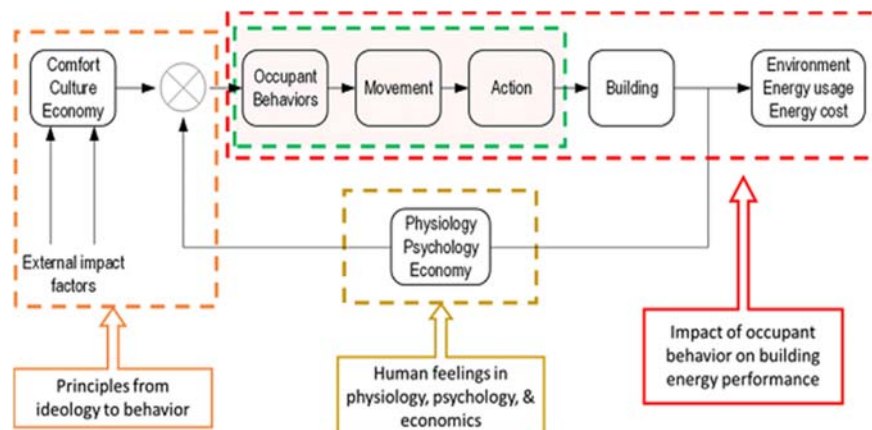 Comfort
Culture
Economy
Occupant
Behaviors
Movement
Action
Building
Environment
Energy usage
Energy cost
Physiology
Psychology
Economy
External impact
factors
Principles from
ideology to behavior
Human feelings in
physiology, psychology, &
economics
Impact of occupant
behavior on building
energy performance